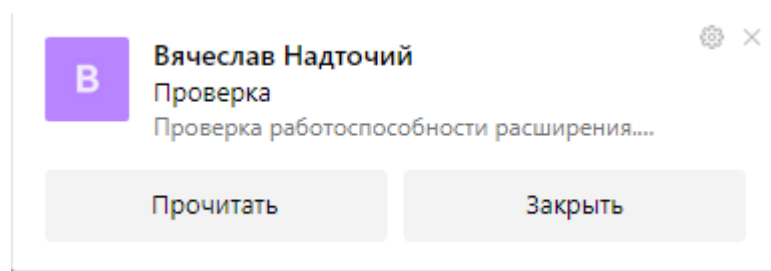 В
Вячеслав Надточий
Проверка
Проверка работоспособности расширения....
Прочитать
Закрыть